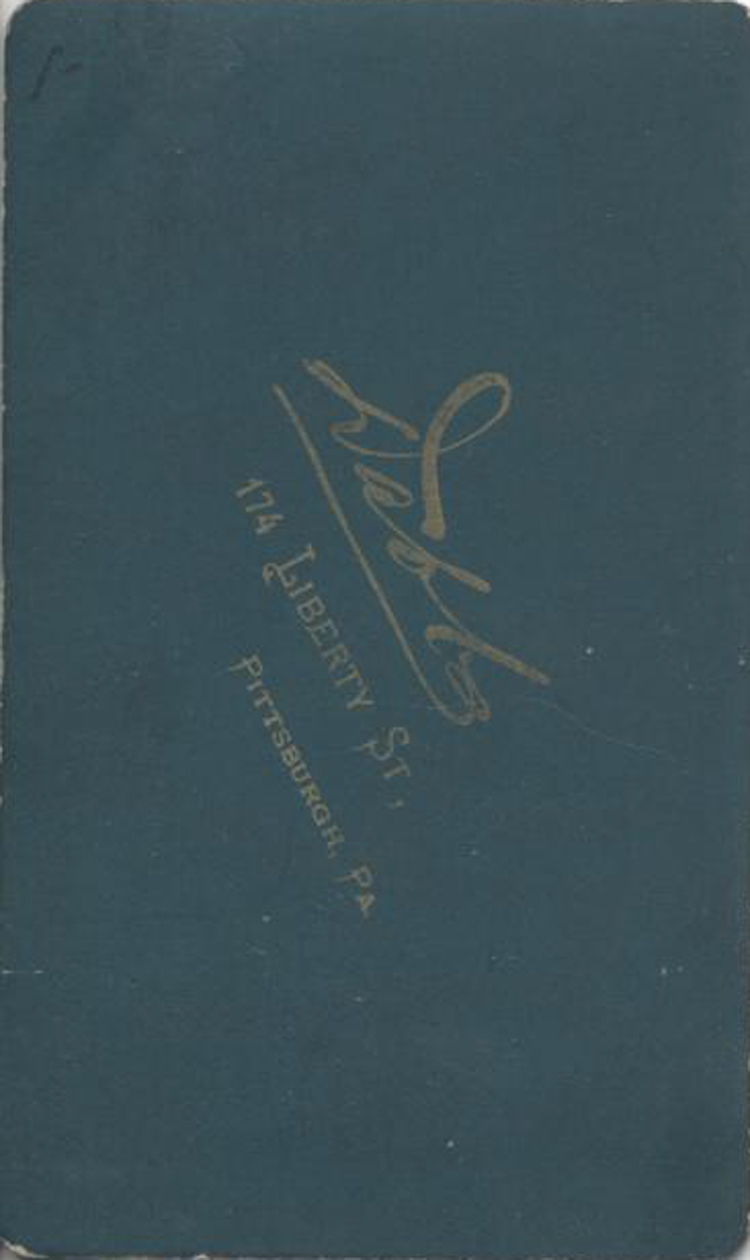 Dabbs
174 LIBERTY ST,
PITTSBURGH, PA